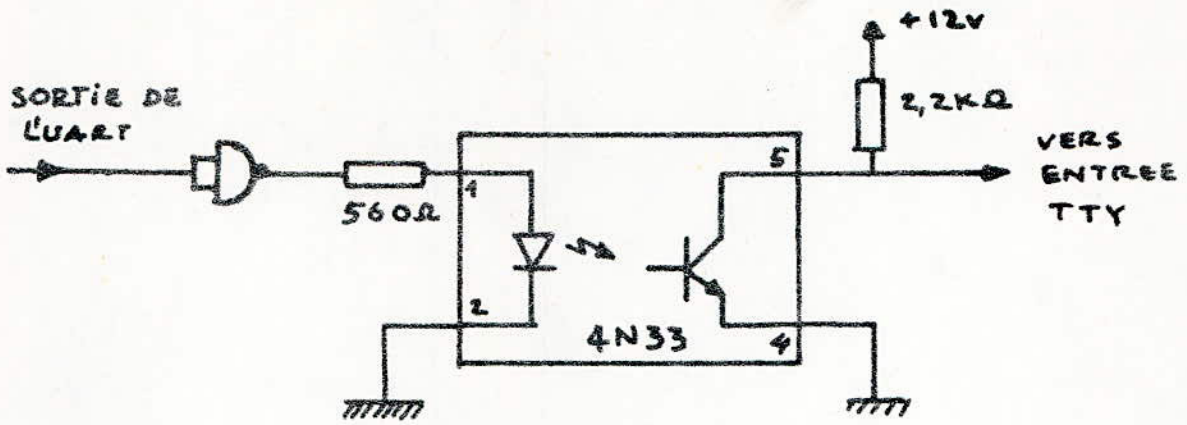 +12V
SORTIE DE
L'UART
2,2KΩ
5
VERS
ENTREE
TTY
1
560Ω
2
4N33
4